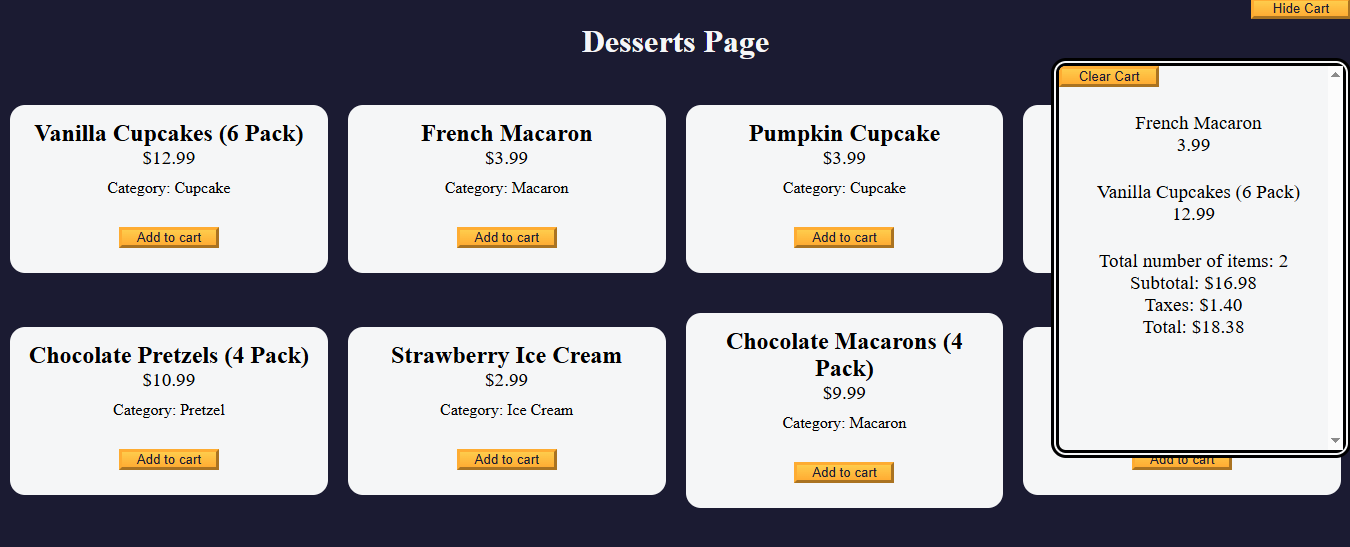 Hide Cart
Desserts Page
Clear Cart
French Macaron
3.99
Vanilla Cupcakes (6 Pack)
12.99
Total number of items: 2
Subtotal: $16.98
Taxes: $1.40
Total: $18.38
Vanilla Cupcakes (6 Pack)
$12.99
Category: Cupcake
Add to cart
French Macaron
$3.99
Category: Macaron
Add to cart
Pumpkin Cupcake
$3.99
Category: Cupcake
Add to cart
Chocolate Pretzels (4 Pack)
$10.99
Category: Pretzel
Add to cart
Strawberry Ice Cream
$2.99
Category: Ice Cream
Add to cart
Chocolate Macarons (4
Pack)
$9.99
Category: Macaron
Add to cart
Add to cart